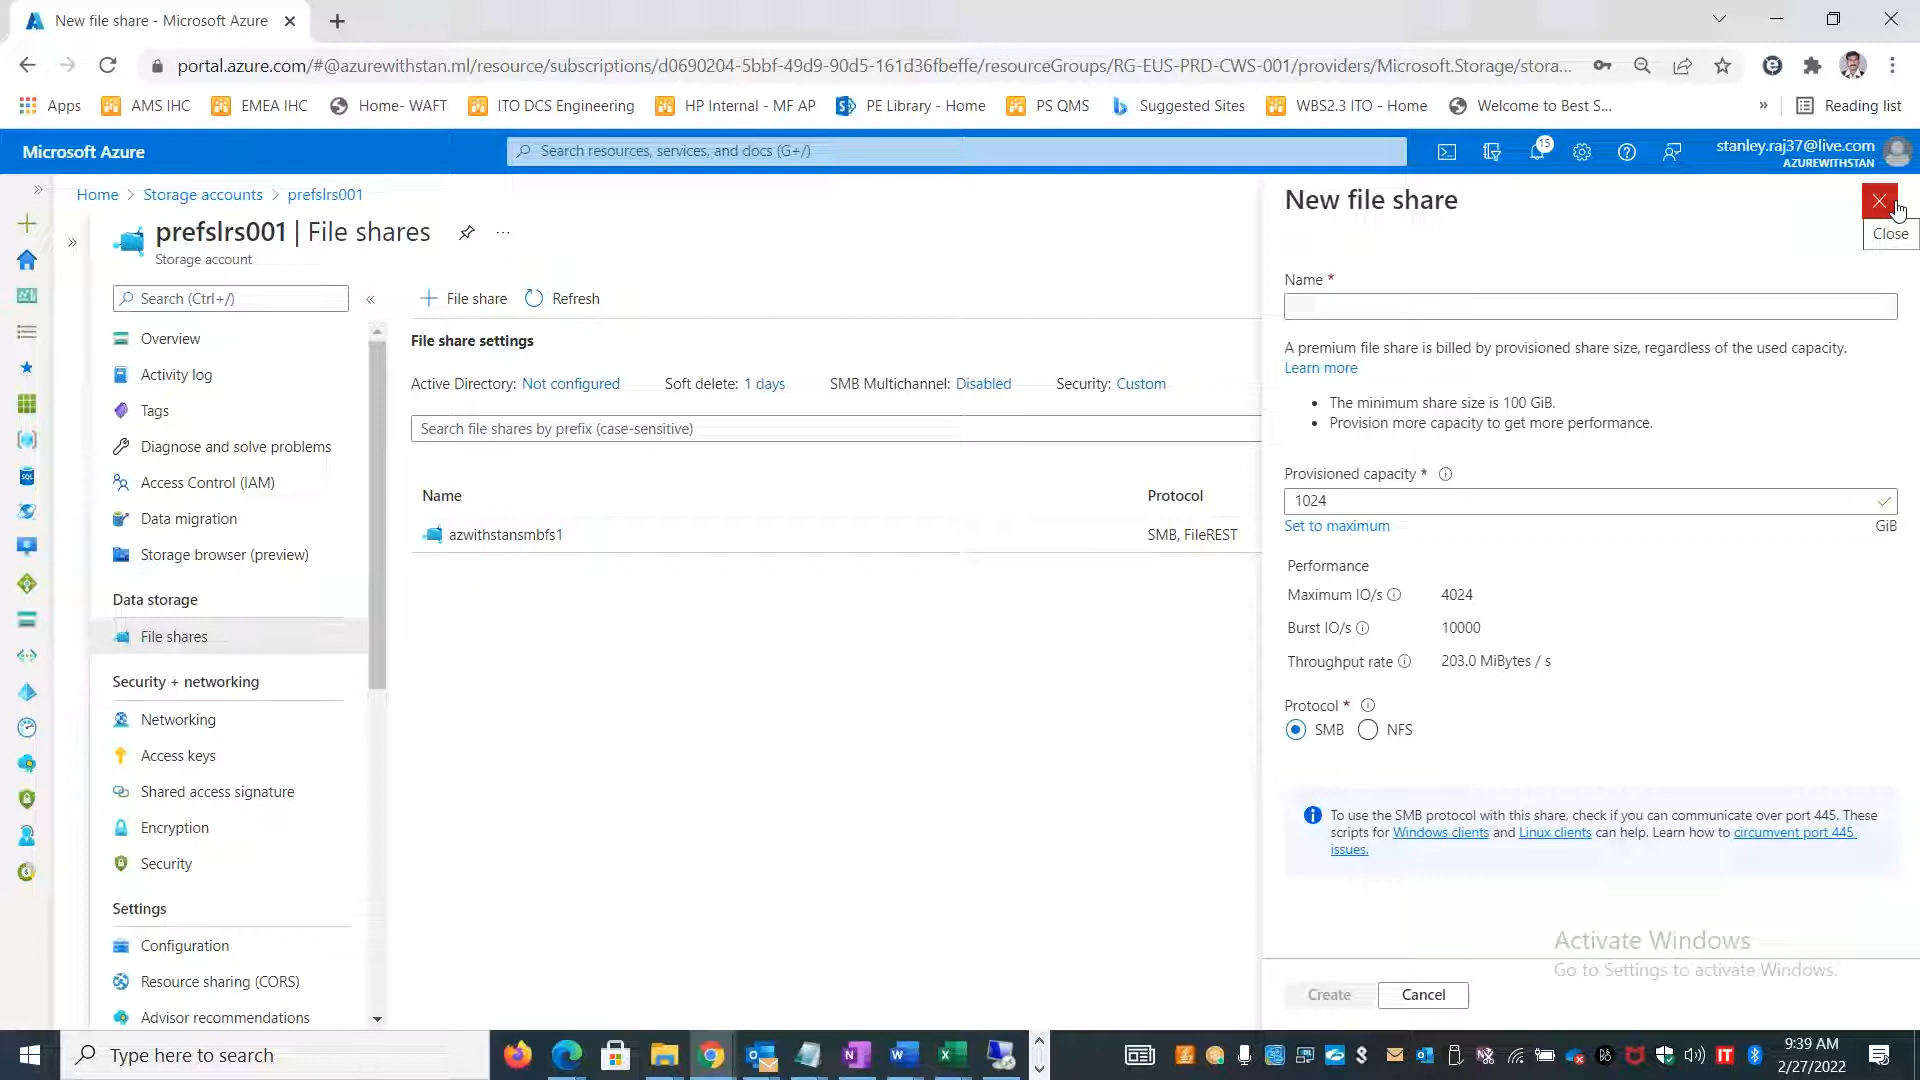 New file share - Microsoft Azure
portal.azure.com/#@azurewithstan.ml/resource/subscriptions/d0690204-5bbf-49d9-90d5-161d36fbeffe/resourceGroups/RG-EUS-PRD-CWS-001/providers/Microsoft.Storage/stora...
Apps AMS IHC EMEA IHC Home- WAFT ITO DCS Engineering HP Internal - MF AP PE Library - Home PS QMS Suggested Sites WBS2.3 ITO - Home Welcome to Best S... » Reading list
Microsoft Azure
Search resources, services, and docs (G+/)
15
stanley.raj37@live.com
AZUREWITHSTAN
Home > Storage accounts > prefslrs001
prefslrs001 | File shares ...
Storage account
Search (Ctrl+/)
Overview
Activity log
Tags
Diagnose and solve problems
Access Control (IAM)
Data migration
Storage browser (preview)
Data storage
File shares
Security + networking
Networking
Access keys
Shared access signature
Encryption
Security
Settings
Configuration
Resource sharing (CORS)
Advisor recommendations
+ File share Refresh
File share settings
Active Directory: Not configured Soft delete: 1 days SMB Multichannel: Disabled Security: Custom
Search file shares by prefix (case-sensitive)
Name Protocol
azwithstansmbfs1 SMB, FileREST
New file share
Close
Name *
A premium file share is billed by provisioned share size, regardless of the used capacity.
Learn more
• The minimum share size is 100 GiB.
• Provision more capacity to get more performance.
Provisioned capacity *
1024
Set to maximum GiB
Performance
Maximum IO/s 4024
Burst IO/s 10000
Throughput rate 203.0 MiBytes / s
Protocol *
SMB NFS
To use the SMB protocol with this share, check if you can communicate over port 445. These
scripts for Windows clients and Linux clients can help. Learn how to circumvent port 445
issues.
Activate Windows
Go to Settings to activate Windows.
Create Cancel
Type here to search
9:39 AM
2/27/2022